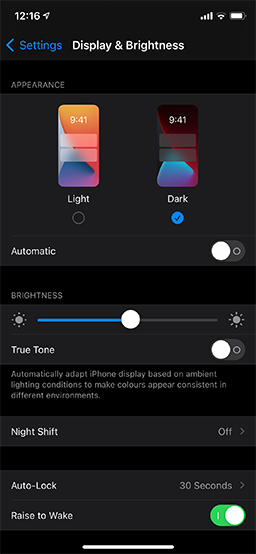 12:16
Settings Display & Brightness
APPEARANCE
9:41 9:41
Light Dark
Automatic
BRIGHTNESS
True Tone
Automatically adapt iPhone display based on ambient
lighting conditions to make colours appear consistent in
different environments.
Night Shift Off
Auto-Lock 30 Seconds
Raise to Wake